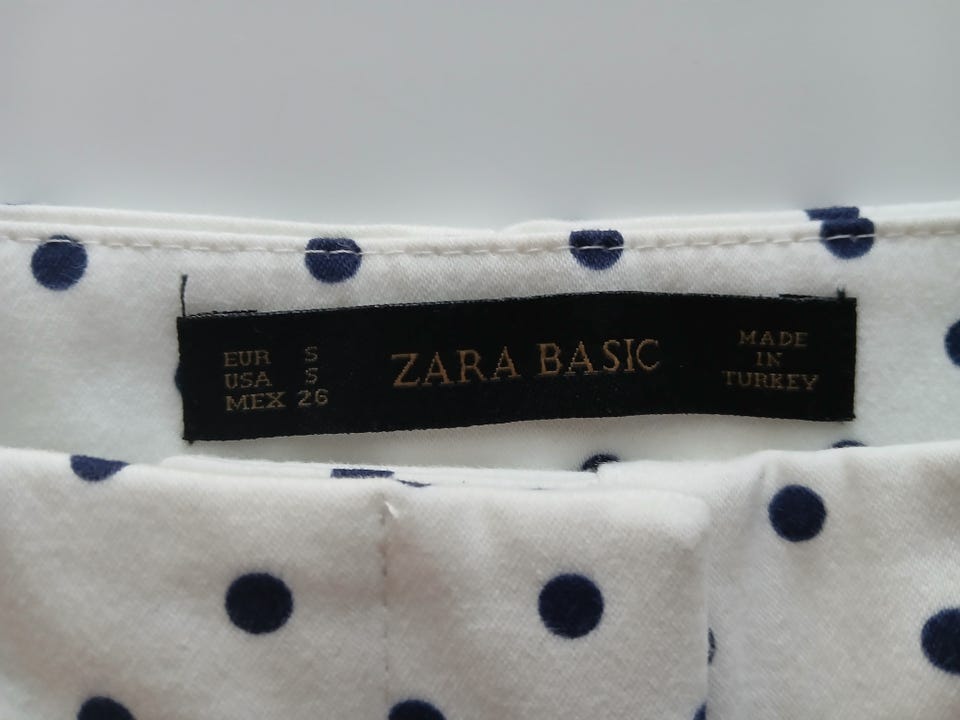 EUR S
USA S
MEX 26
ZARA BASIC
MADE
IN
TURKEY